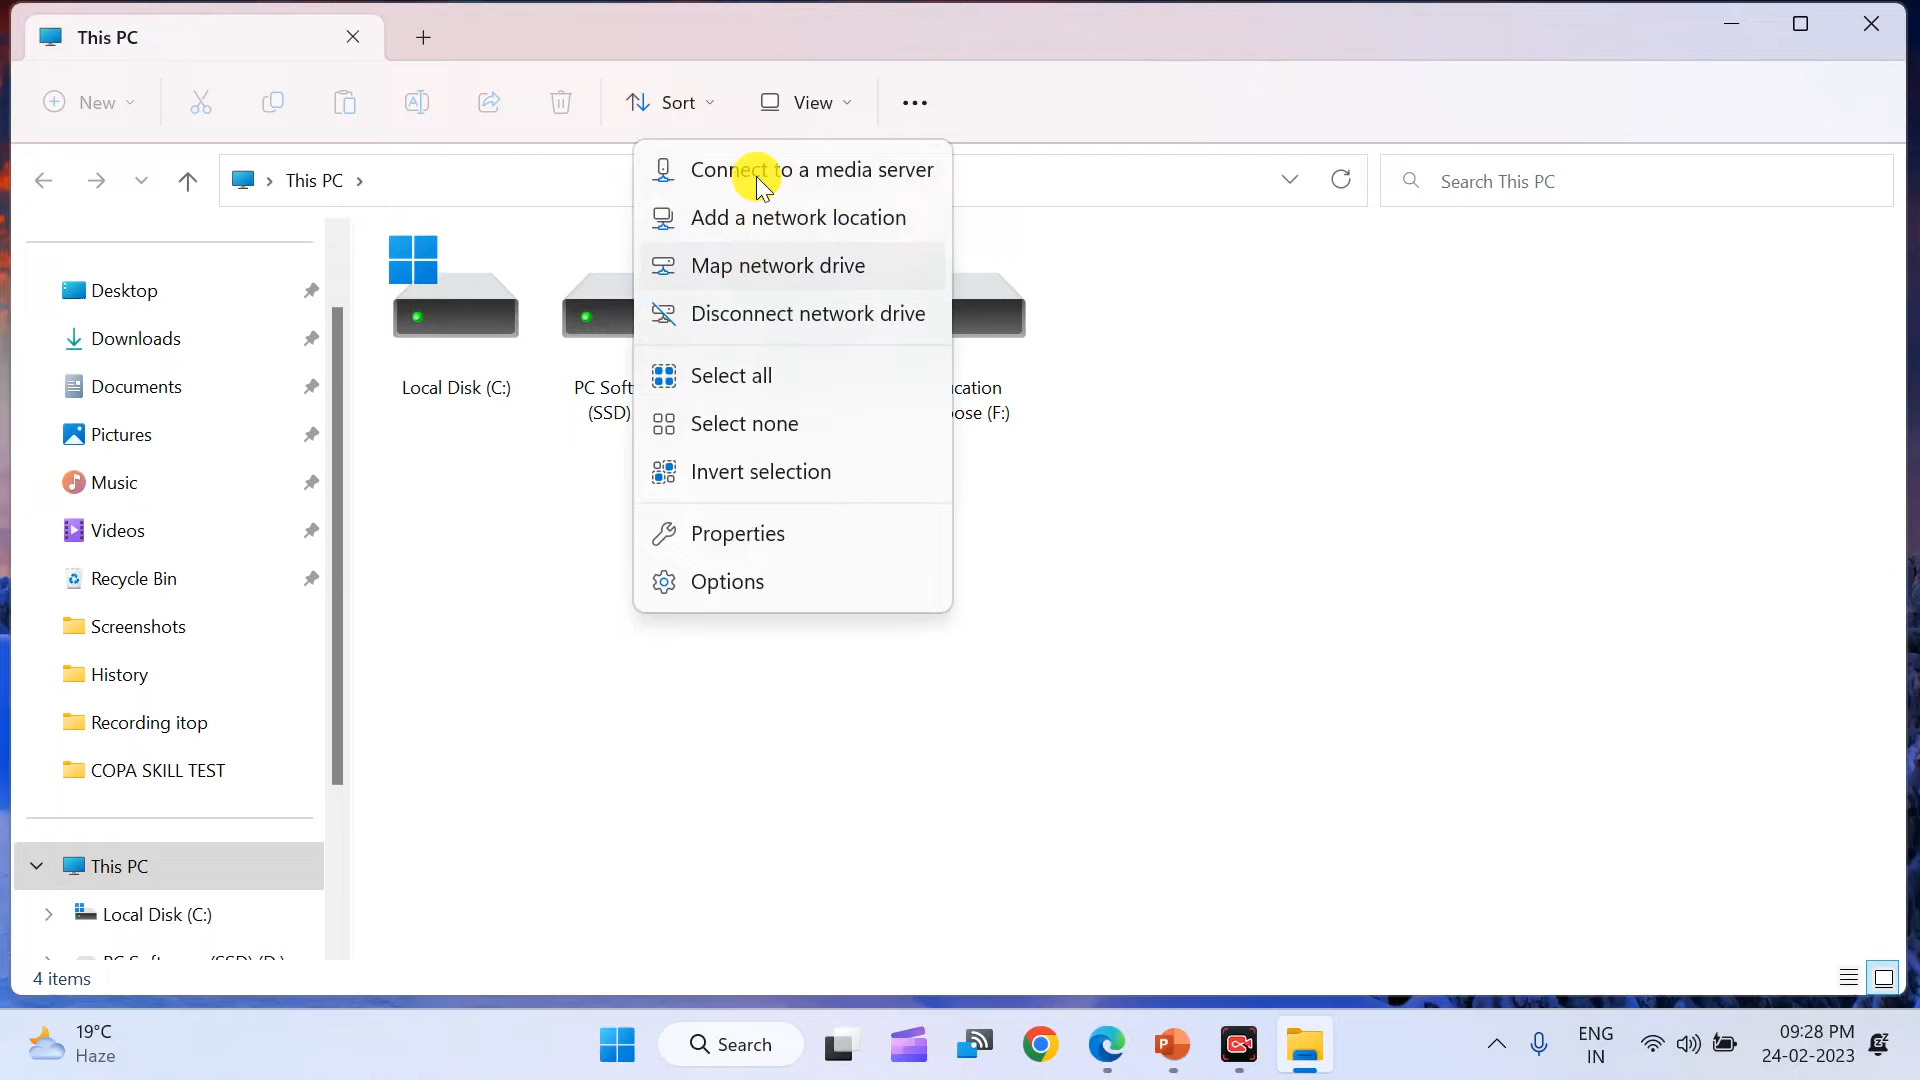 This PC
New
Sort
View
This PC
Search This PC
Connect to a media server
Add a network location
Map network drive
Disconnect network drive
Select all
Select none
Invert selection
Properties
Options
Local Disk (C:)
PC Soft
(SSD)
cation
ose (F:)
Desktop
Downloads
Documents
Pictures
Music
Videos
Recycle Bin
Screenshots
History
Recording itop
COPA SKILL TEST
This PC
Local Disk (C:)
4 items
19°C
Haze
Search
P
ENG
IN
09:28 PM
24-02-2023